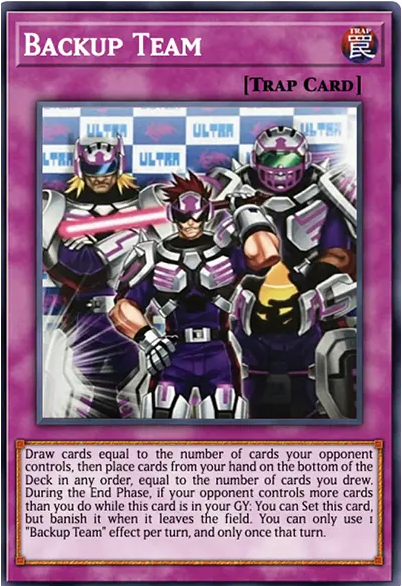 BACKUP TEAM
TRAP
罠
[TRAP CARD]
ULTRA
ULTRA
ULTRA
ULTRA
Draw cards equal to the number of cards your opponent
controls, then place cards from your hand on the bottom of the
Deck in any order, equal to the number of cards you drew.
During the End Phase, if your opponent controls more cards
than you do while this card is in your GY: You can Set this card,
but banish it when it leaves the field. You can only use 1
"Backup Team" effect per turn, and only once that turn.